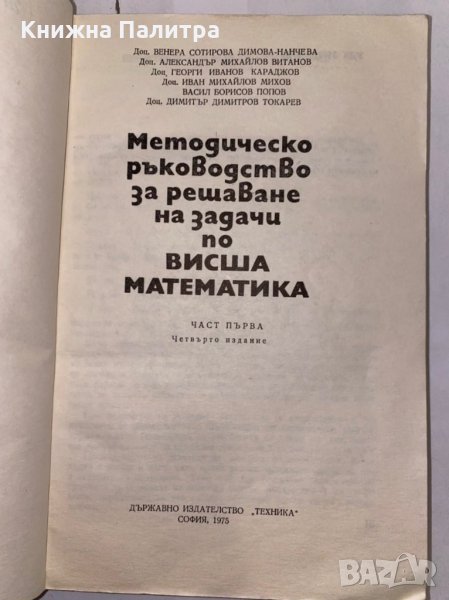 Книжна Палитра
Доц. ВЕНЕРА СОТИРОВА ДИМОВА-НАНЧЕВА
Доц. АЛЕКСАНДЪР МИХАЙЛОВ ВИТАНОВ
Доц. ГЕОРГИ ИВАНОВ КАРАДЖОВ
Доц. ИВАН МИХАЙЛОВ МИХОВ
ВАСИЛ БОРИСОВ ПОПОВ
Доц. ДИМИТЪР ДИМИТРОВ ТОКАРЕВ
Методическо
ръководство
за решаване
на задачи
по
ВИСША
МАТЕМАТИКА
ЧАСТ ПЪРВА
Четвърто издание
ДЪРЖАВНО ИЗДАТЕЛСТВО „ТЕХНИКА"
СОФИЯ, 1975
BAZAR